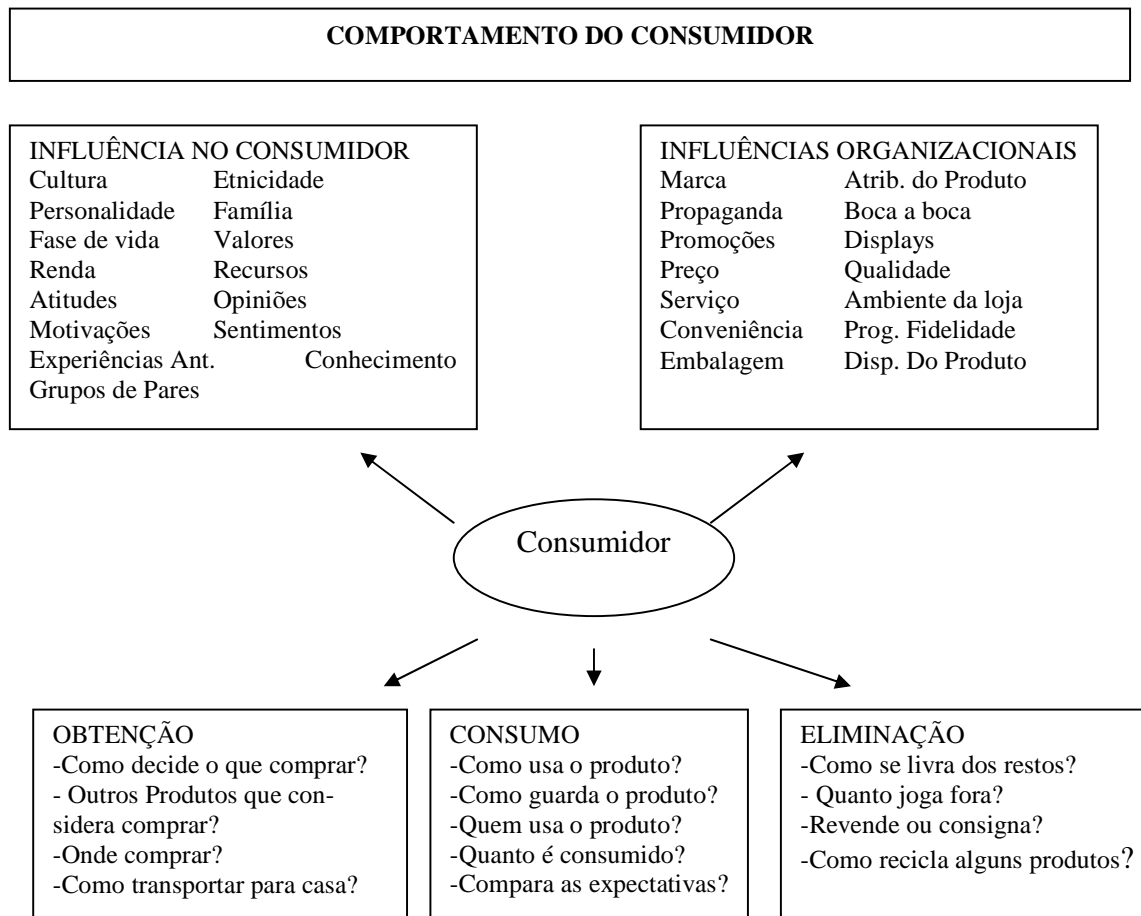 COMPORTAMENTO DO CONSUMIDOR
INFLUÊNCIA NO CONSUMIDOR
Cultura Etnicidade
Personalidade Família
Fase de vida Valores
Renda Recursos
Atitudes Opiniões
Motivações Sentimentos
Experiências Ant. Conhecimento
Grupos de Pares
INFLUÊNCIAS ORGANIZACIONAIS
Marca Atrib. do Produto
Propaganda Boca a boca
Promoções Displays
Preço Qualidade
Serviço Ambiente da loja
Conveniência Prog. Fidelidade
Embalagem Disp. Do Produto
Consumidor
OBTENÇÃO
-Como decide o que comprar?
- Outros Produtos que con-
sidera comprar?
-Onde comprar?
-Como transportar para casa?
CONSUMO
-Como usa o produto?
-Como guarda o produto?
-Quem usa o produto?
-Quanto é consumido?
-Compara as expectativas?
ELIMINAÇÃO
-Como se livra dos restos?
- Quanto joga fora?
-Revende ou consigna?
-Como recicla alguns produtos?